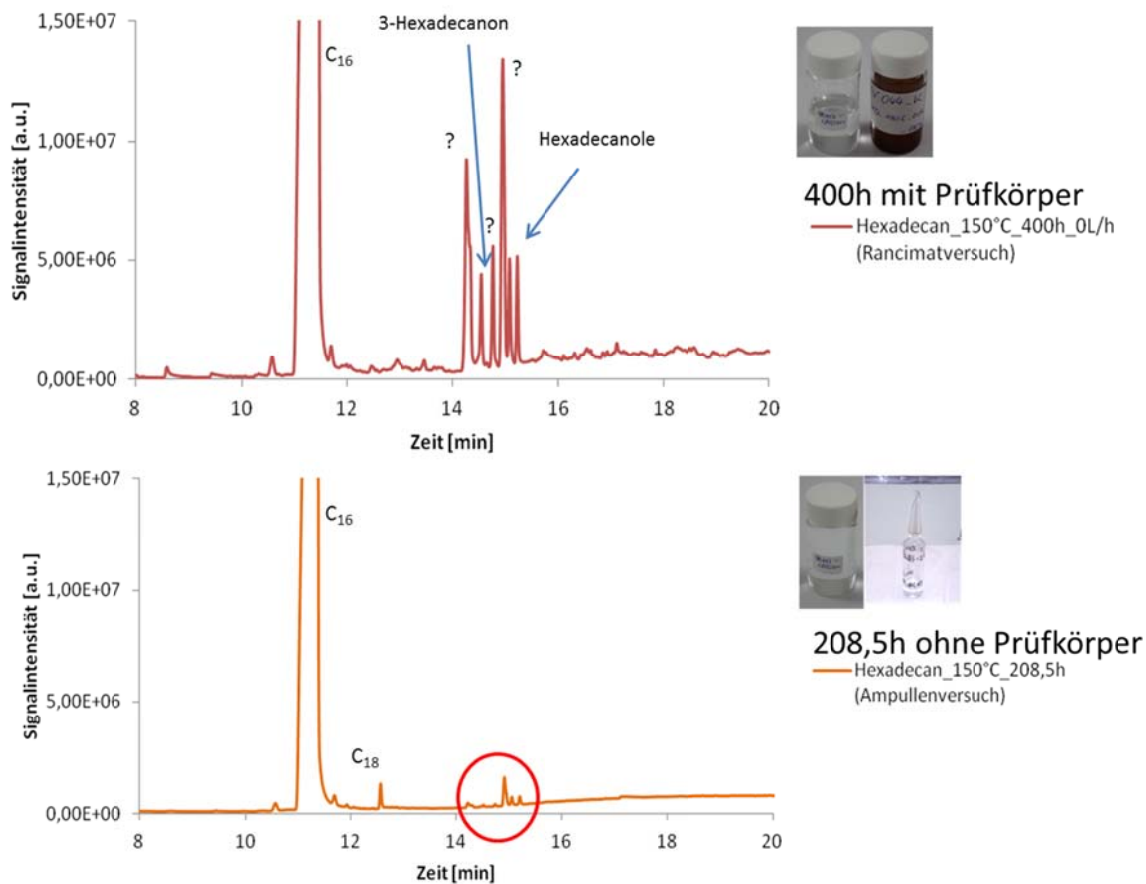 1,50E+07
1,00E+07
5,00E+06
0,00E+00
Signalintensität [a.u.]
C16
3-Hexadecanon
?
?
?
Hexadecanole
8
10
12
14
16
18
20
Zeit [min]
400h mit Prüfkörper
Hexadecan_150°C_400h_0L/h
(Rancimatversuch)
1,50E+07
1,00E+07
5,00E+06
0,00E+00
Signalintensität [a.u.]
C16
C18
8
10
12
14
16
18
20
Zeit [min]
208,5h ohne Prüfkörper
Hexadecan_150°C_208,5h
(Ampullenversuch)